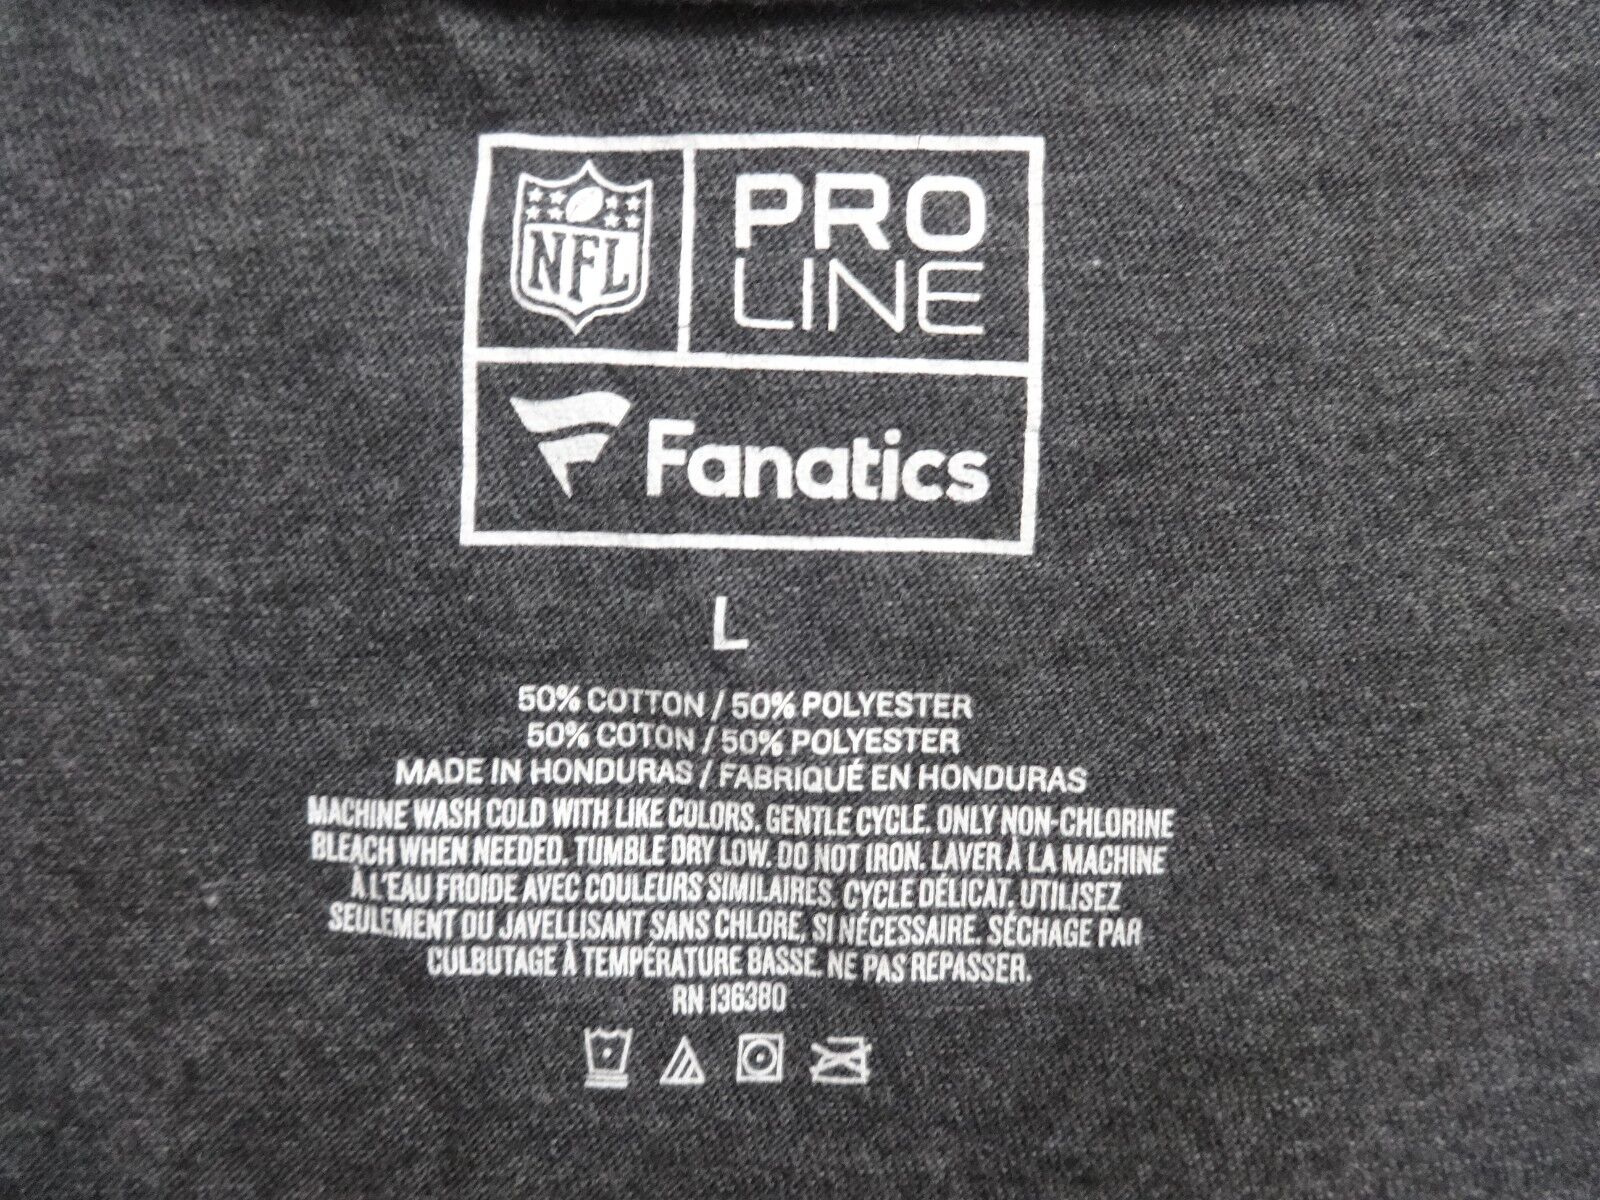 NFL
PRO
LINE
Fanatics
L
50% COTTON / 50% POLYESTER
50% COTON / 50% POLYESTER
MADE IN HONDURAS / FABRIQUÉ EN HONDURAS
MACHINE WASH COLD WITH LIKE COLORS. GENTLE CYCLE. ONLY NON-CHLORINE
BLEACH WHEN NEEDED. TUMBLE DRY LOW. DO NOT IRON. LAVER À LA MACHINE
À L'EAU FROIDE AVEC COULEURS SIMILAIRES. CYCLE DÉLICAT. UTILISEZ
SEULEMENT DU JAVELLISANT SANS CHLORE, SI NÉCESSAIRE. SÉCHAGE PAR
CULBUTAGE À TEMPÉRATURE BASSE. NE PAS REPASSER.
RN 136380